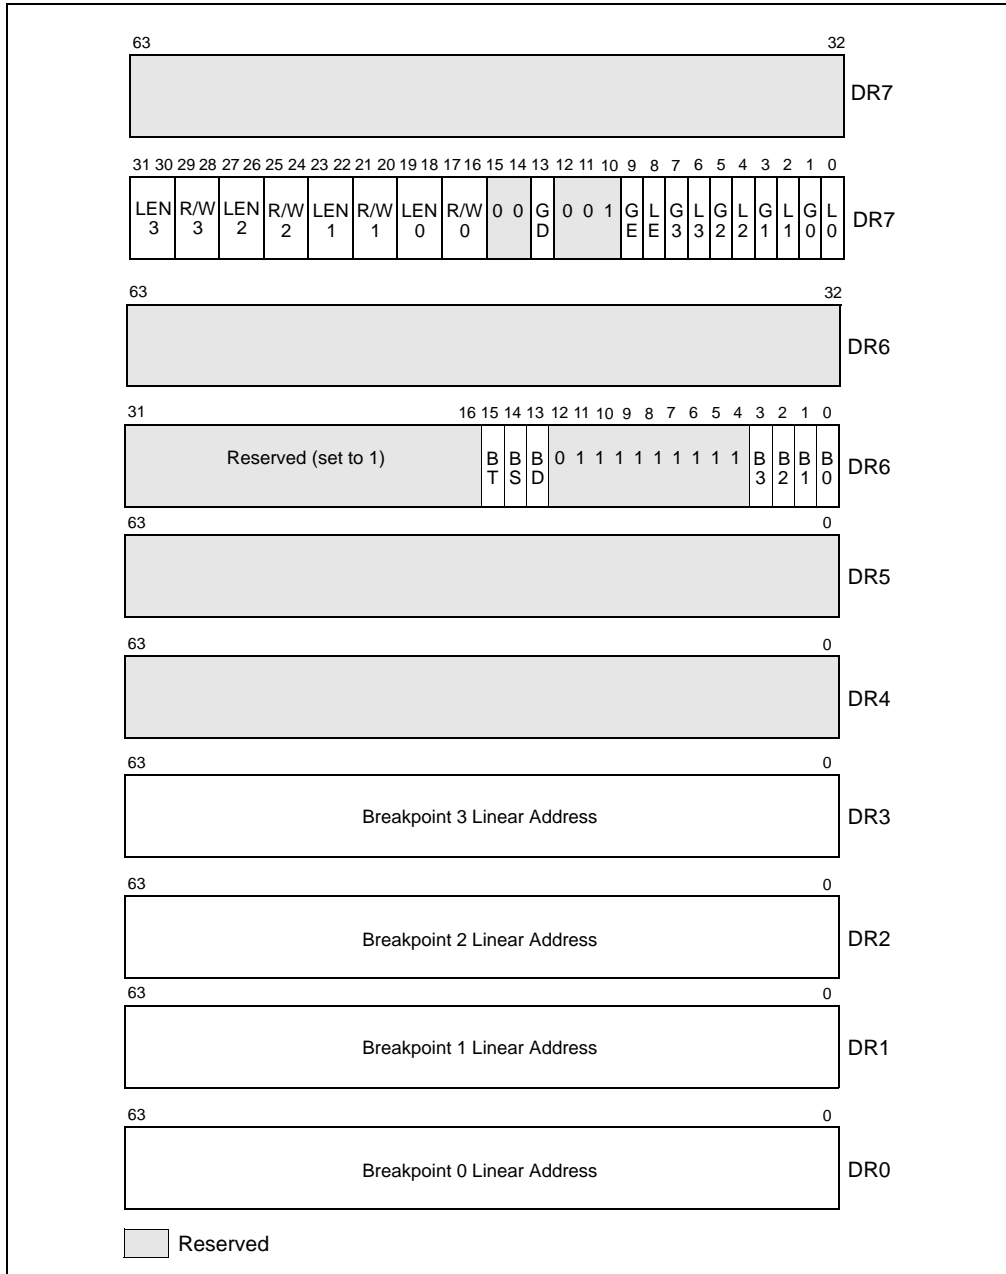 63 32
DR7
31 30 29 28 27 26 25 24 23 22 21 20 19 18 17 16 15 14 13 12 11 10 9 8 7 6 5 4 3 2 1 0
LEN 3 R/W 3 LEN 2 R/W 2 LEN 1 R/W 1 LEN 0 R/W 0 0 0 G D 0 0 1 G E L E G 3 L 3 G 2 L 2 G 1 L 1 G 0 L 0 DR7
63 32
DR6
31 16 15 14 13 12 11 10 9 8 7 6 5 4 3 2 1 0
Reserved (set to 1) B T B S B D 0 1 1 1 1 1 1 1 1 B 3 B 2 B 1 B 0 DR6
63 0
DR5
63 0
DR4
63 0
Breakpoint 3 Linear Address DR3
63 0
Breakpoint 2 Linear Address DR2
63 0
Breakpoint 1 Linear Address DR1
63 0
Breakpoint 0 Linear Address DR0
Reserved